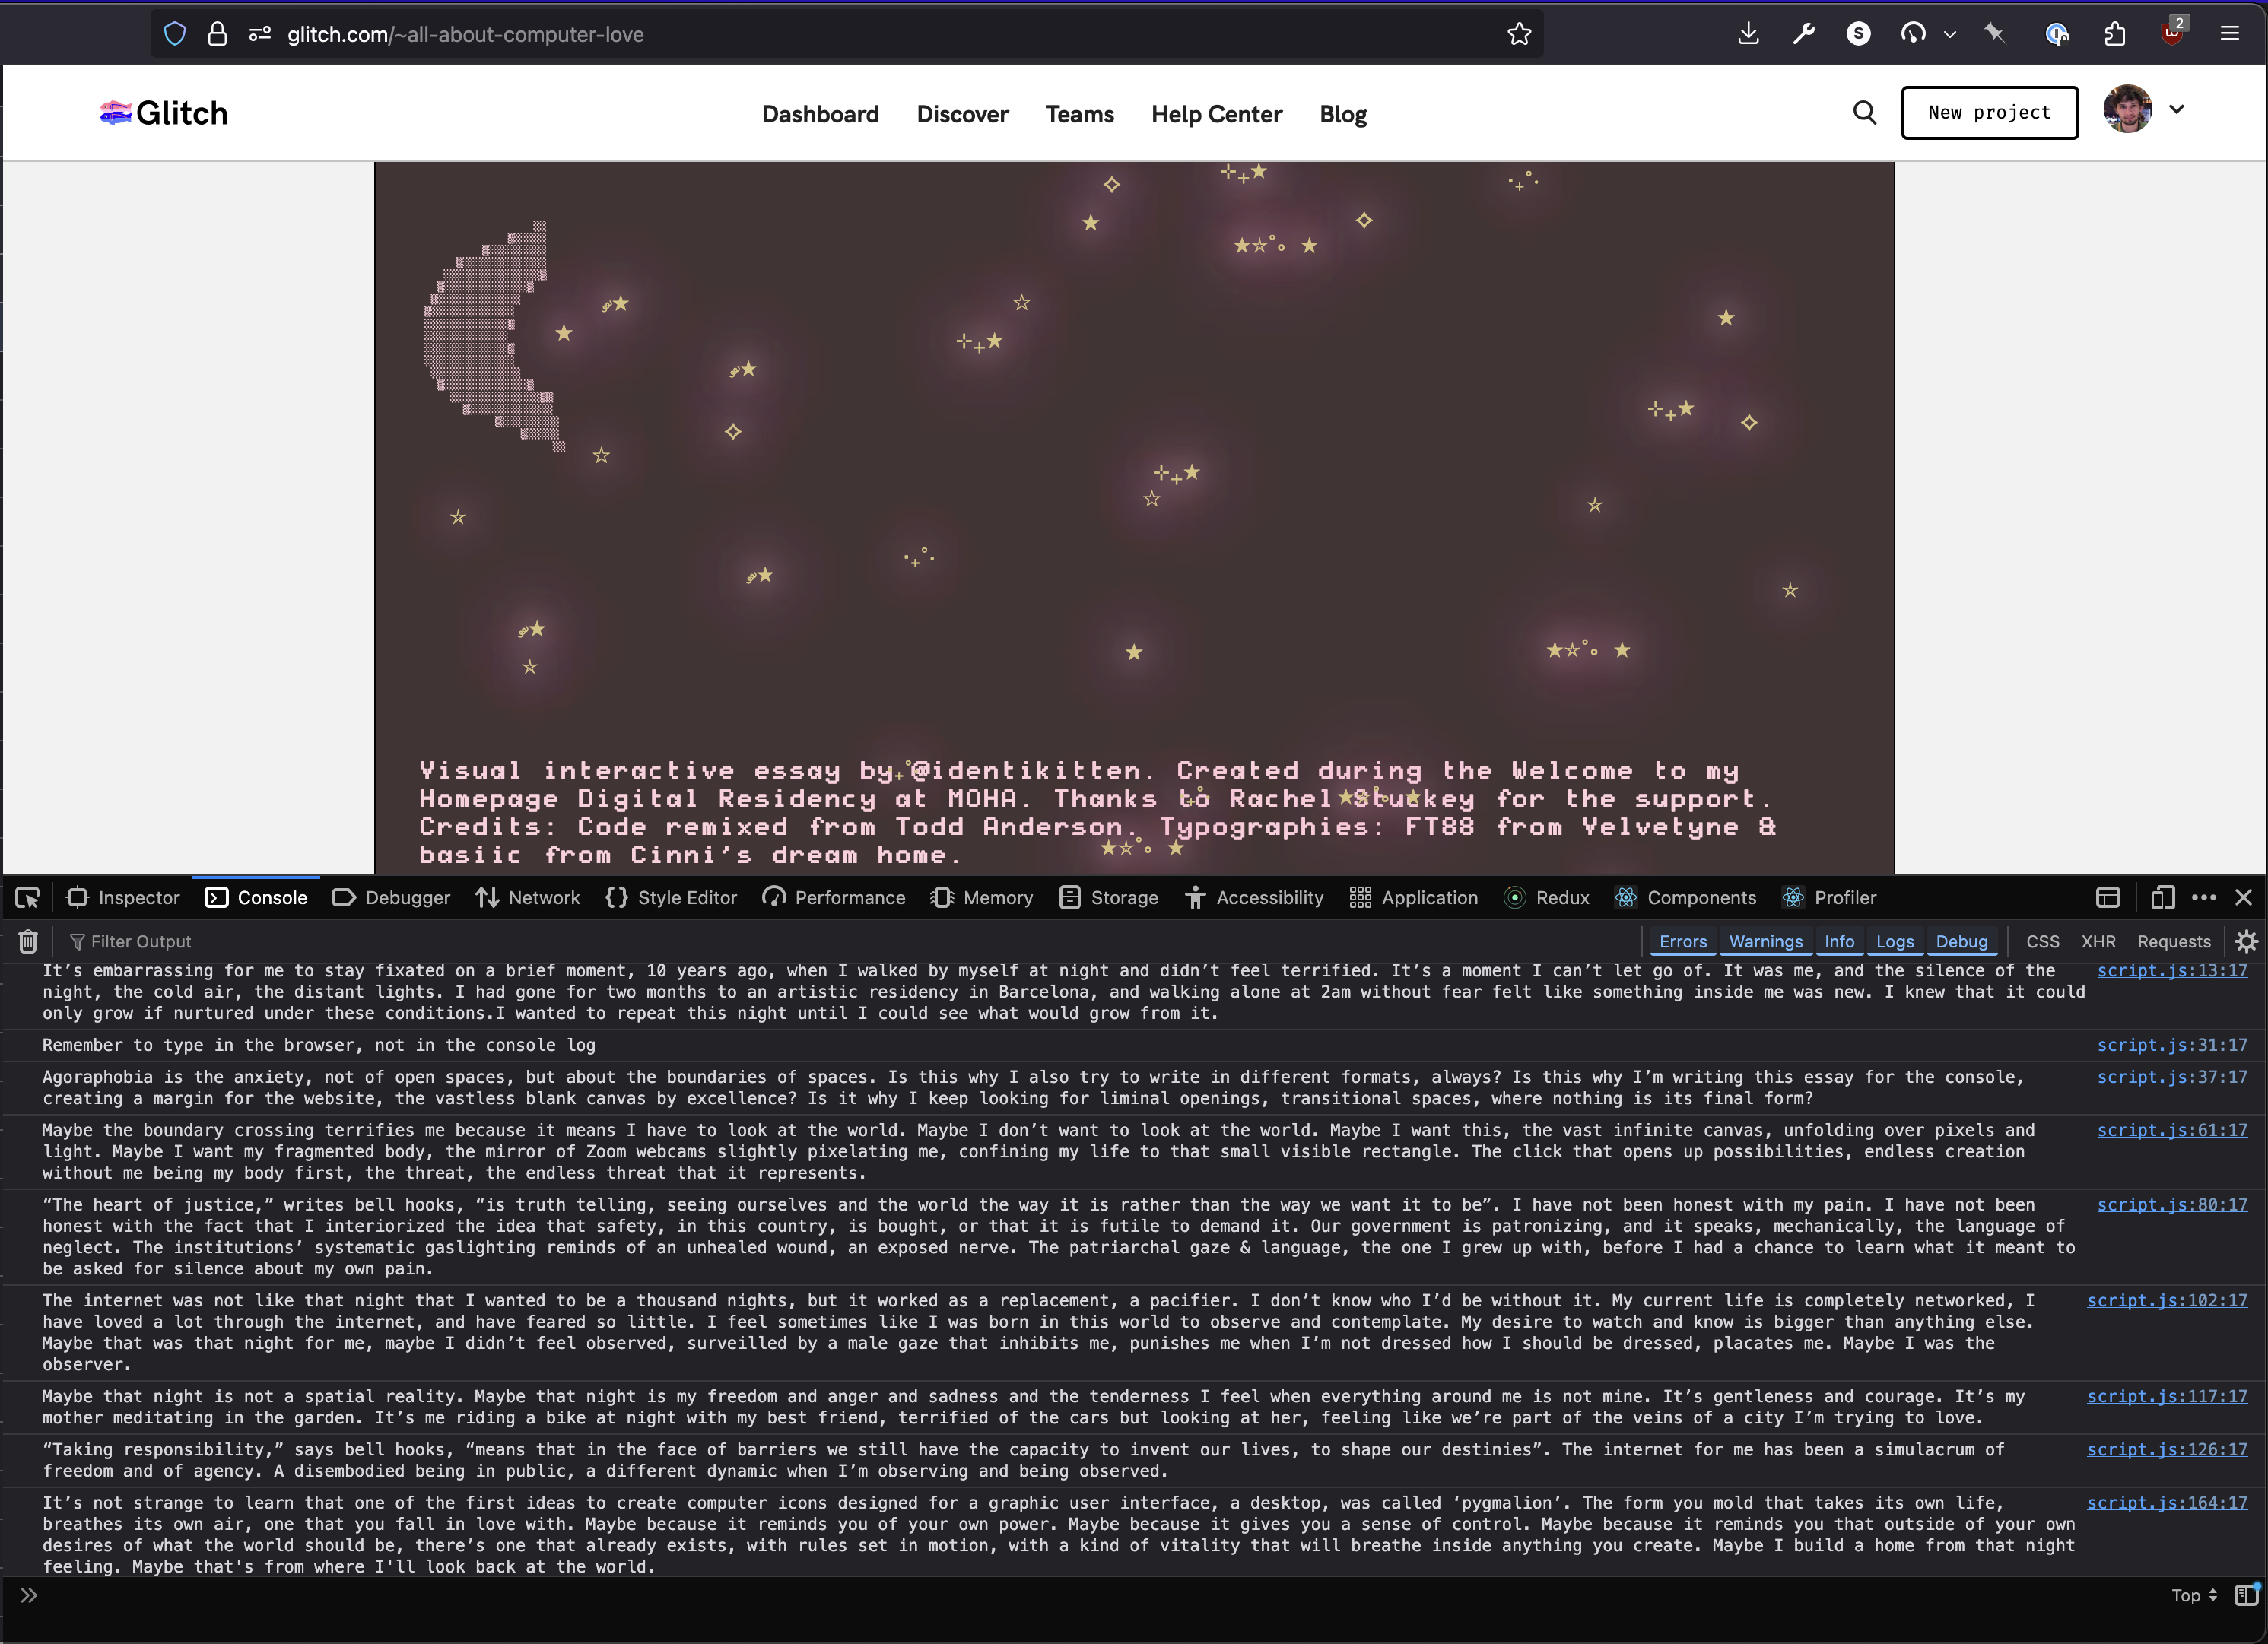 glitch.com/~all-about-computer-love
S
2
Glitch
Dashboard Discover Teams Help Center Blog
New project
Visual interactive essay by @identikitten. Created during the Welcome to my
Homepage Digital Residency at MOHA. Thanks to Rachel Stuckey for the support.
Credits: Code remixed from Todd Anderson. Typographies: FT88 from Velvetyne &
basiic from Cinni's dream home.
Inspector Console Debugger Network Style Editor Performance Memory Storage Accessibility Application Redux Components Profiler
Filter Output
Errors Warnings Info Logs Debug CSS XHR Requests
It's embarrassing for me to stay fixated on a brief moment, 10 years ago, when I walked by myself at night and didn't feel terrified. It's a moment I can't let go of. It was me, and the silence of the script.js:13:17
night, the cold air, the distant lights. I had gone for two months to an artistic residency in Barcelona, and walking alone at 2am without fear felt like something inside me was new. I knew that it could
only grow if nurtured under these conditions.I wanted to repeat this night until I could see what would grow from it.
Remember to type in the browser, not in the console log script.js:31:17
Agoraphobia is the anxiety, not of open spaces, but about the boundaries of spaces. Is this why I also try to write in different formats, always? Is this why I'm writing this essay for the console, script.js:37:17
creating a margin for the website, the vastless blank canvas by excellence? Is it why I keep looking for liminal openings, transitional spaces, where nothing is its final form?
Maybe the boundary crossing terrifies me because it means I have to look at the world. Maybe I don't want to look at the world. Maybe I want this, the vast infinite canvas, unfolding over pixels and script.js:61:17
light. Maybe I want my fragmented body, the mirror of Zoom webcams slightly pixelating me, confining my life to that small visible rectangle. The click that opens up possibilities, endless creation
without me being my body first, the threat, the endless threat that it represents.
“The heart of justice,” writes bell hooks, “is truth telling, seeing ourselves and the world the way it is rather than the way we want it to be”. I have not been honest with my pain. I have not been script.js:80:17
honest with the fact that I interiorized the idea that safety, in this country, is bought, or that it is futile to demand it. Our government is patronizing, and it speaks, mechanically, the language of
neglect. The institutions’ systematic gaslighting reminds of an unhealed wound, an exposed nerve. The patriarchal gaze & language, the one I grew up with, before I had a chance to learn what it meant to
be asked for silence about my own pain.
The internet was not like that night that I wanted to be a thousand nights, but it worked as a replacement, a pacifier. I don’t know who I’d be without it. My current life is completely networked, I script.js:102:17
have loved a lot through the internet, and have feared so little. I feel sometimes like I was born in this world to observe and contemplate. My desire to watch and know is bigger than anything else.
Maybe that was that night for me, maybe I didn’t feel observed, surveilled by a male gaze that inhibits me, punishes me when I’m not dressed how I should be dressed, placates me. Maybe I was the
observer.
Maybe that night is not a spatial reality. Maybe that night is my freedom and anger and sadness and the tenderness I feel when everything around me is not mine. It’s gentleness and courage. It’s my script.js:117:17
mother meditating in the garden. It’s me riding a bike at night with my best friend, terrified of the cars but looking at her, feeling like we’re part of the veins of a city I’m trying to love.
“Taking responsibility,” says bell hooks, “means that in the face of barriers we still have the capacity to invent our lives, to shape our destinies”. The internet for me has been a simulacrum of script.js:126:17
freedom and of agency. A disembodied being in public, a different dynamic when I’m observing and being observed.
It’s not strange to learn that one of the first ideas to create computer icons designed for a graphic user interface, a desktop, was called ‘pygmalion’. The form you mold that takes its own life, script.js:164:17
breathes its own air, one that you fall in love with. Maybe because it reminds you of your own power. Maybe because it gives you a sense of control. Maybe because it reminds you that outside of your own
desires of what the world should be, there’s one that already exists, with rules set in motion, with a kind of vitality that will breathe inside anything you create. Maybe I build a home from that night
feeling. Maybe that's from where I'll look back at the world.
Top